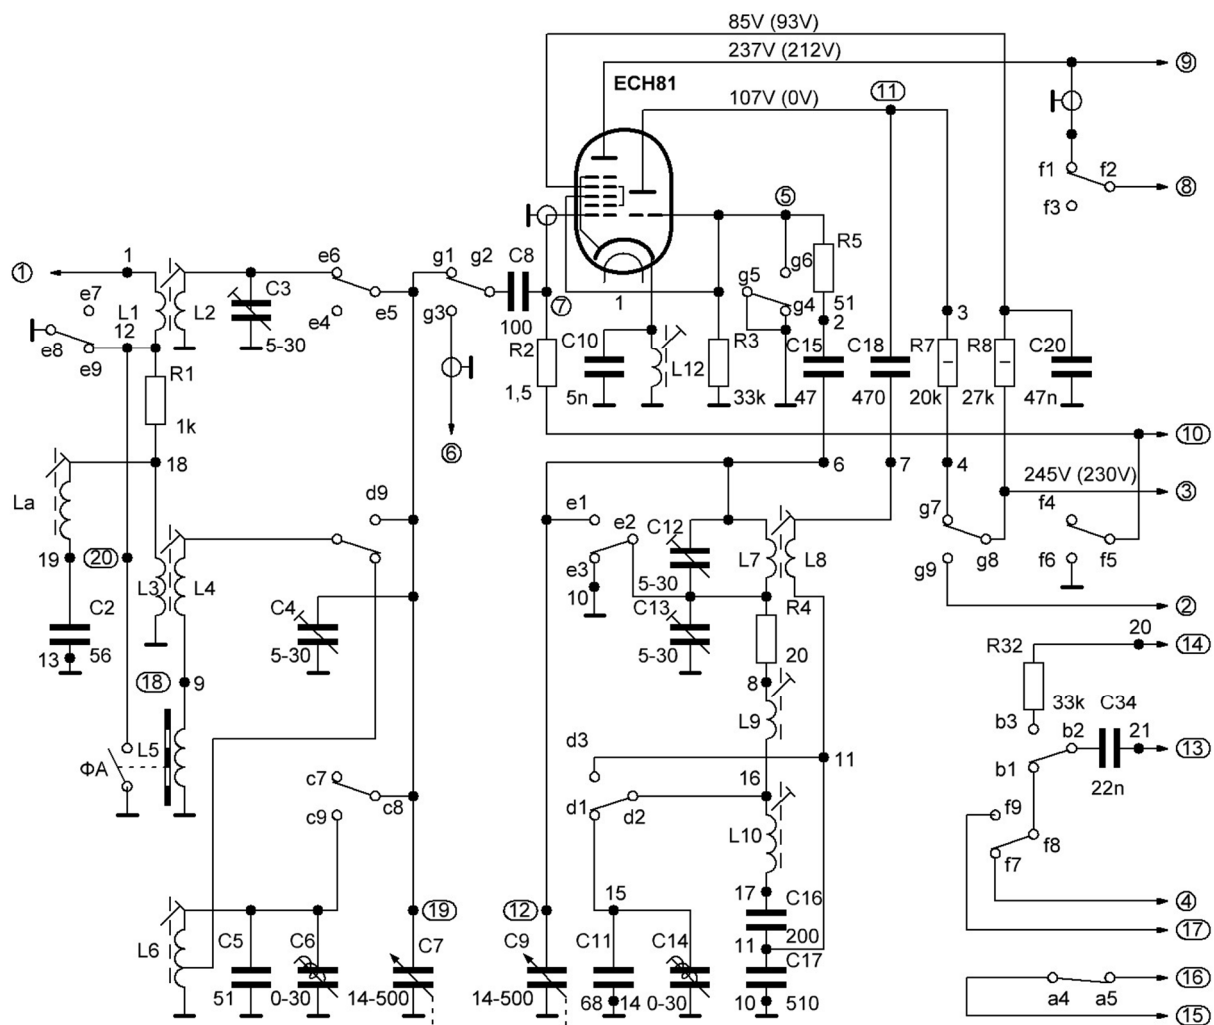 85V (93V)
237V (212V)
9
ECH81
107V (0V)
11
f1
f2
8
f3
5
1
1
e6
g1
g2
C8
g6
R5
e7
L1
L2
C3
g5
7
1
g4
51
e4
e5
g3
100
2
3
12
5-30
R2
C10
R3
C15
C18
R7
R8
C20
e8
e9
R1
L12
1,5
5n
33k
47
470
20k
27k
47n
1k
6
10
18
6
7
4
245V (230V)
3
La
d9
f4
g7
e1
e2
C12
19
20
L3
L4
L7
L8
g8
f6
f5
e3
g9
C2
C4
10
5-30
C13
R4
2
20
13
56
5-30
5-30
20
R32
14
18
9
8
33k
C34
L9
b3
b2
21
13
ФА
L5
d3
11
c7
16
b1
22n
c8
c9
d1
d2
f9
L10
f8
f7
15
17
C16
4
19
12
L6
C5
C6
C7
C9
C11
C14
11
200
17
C17
51
0-30
14-500
14-500
68
14
0-30
10
510
a4
a5
16
15